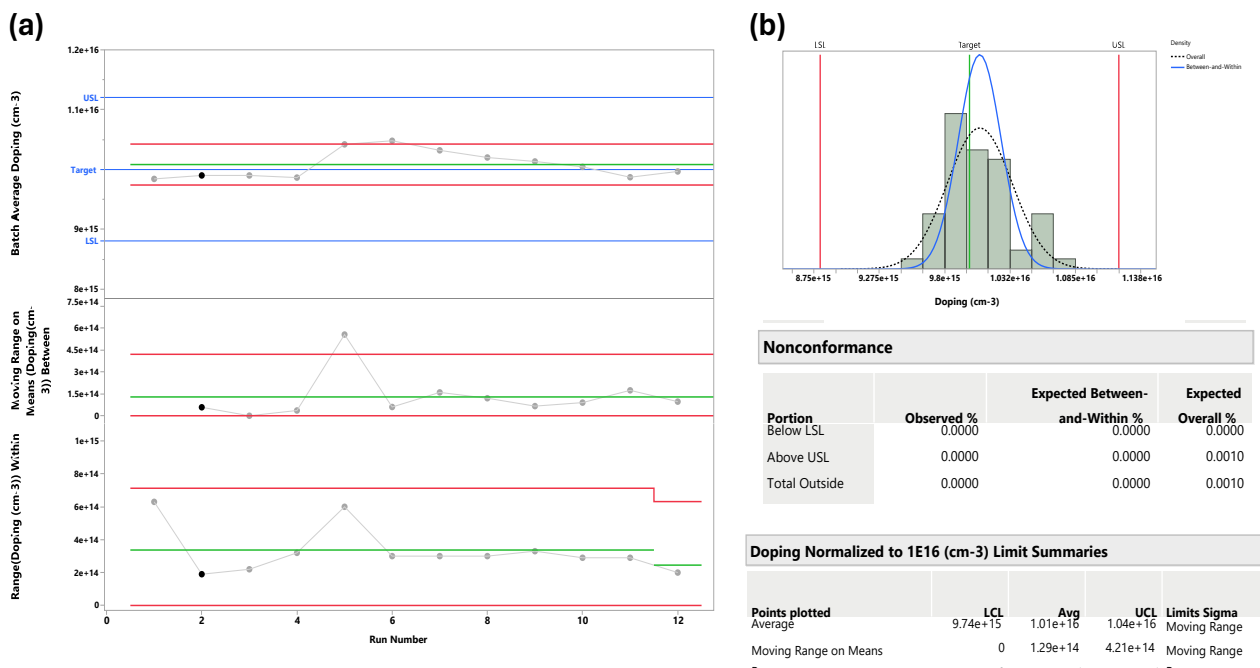 (a)
1.2e+16
USL
1.1e+16
Target
9e+15
LSL
8e+15
Batch Average Doping (cm-3)
7.5e+14
6e+14
4.5e+14
3e+14
1.5e+14
0
Moving Range on
Means (Doping(cm-
3)) Between
1e+15
8e+14
6e+14
4e+14
2e+14
0
Range(Doping (cm-3)) Within
0
2
4
6
8
10
12
Run Number
(b)
LSL
Target
USL
Density
Overall
Between-and-Within
8.75e+15
9.275e+15
9.8e+15
1.032e+16
1.085e+16
1.138e+16
Doping (cm-3)
Nonconformance
Expected Between- Expected
Portion Observed % and-Within % Overall %
Below LSL 0.0000 0.0000 0.0000
Above USL 0.0000 0.0000 0.0010
Total Outside 0.0000 0.0000 0.0010
Doping Normalized to 1E16 (cm-3) Limit Summaries
Points plotted LCL Avg UCL Limits Sigma
Average 9.74e+15 1.01e+16 1.04e+16 Moving Range
Moving Range on Means 0 1.29e+14 4.21e+14 Moving Range